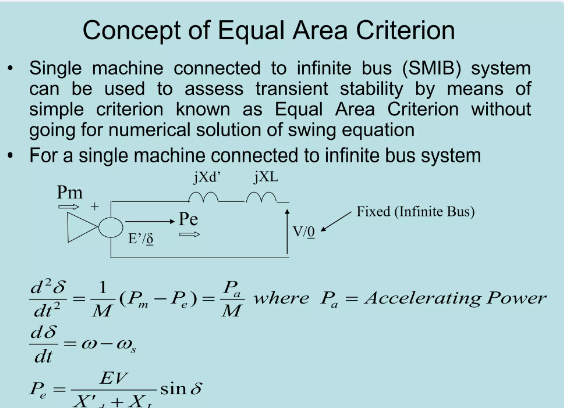 Concept of Equal Area Criterion
• Single machine connected to infinite bus (SMIB) system
can be used to assess transient stability by means of
simple criterion known as Equal Area Criterion without
going for numerical solution of swing equation
• For a single machine connected to infinite bus system
jXd’ jXL
Pm
+
Pe
E’/δ
V/0
Fixed (Infinite Bus)
d²δ/dt² = 1/M (Pm − Pe) = Pa/M where Pa = Accelerating Power
dδ/dt = ω − ωs
Pe = EV/(X′d + XL) sin δ